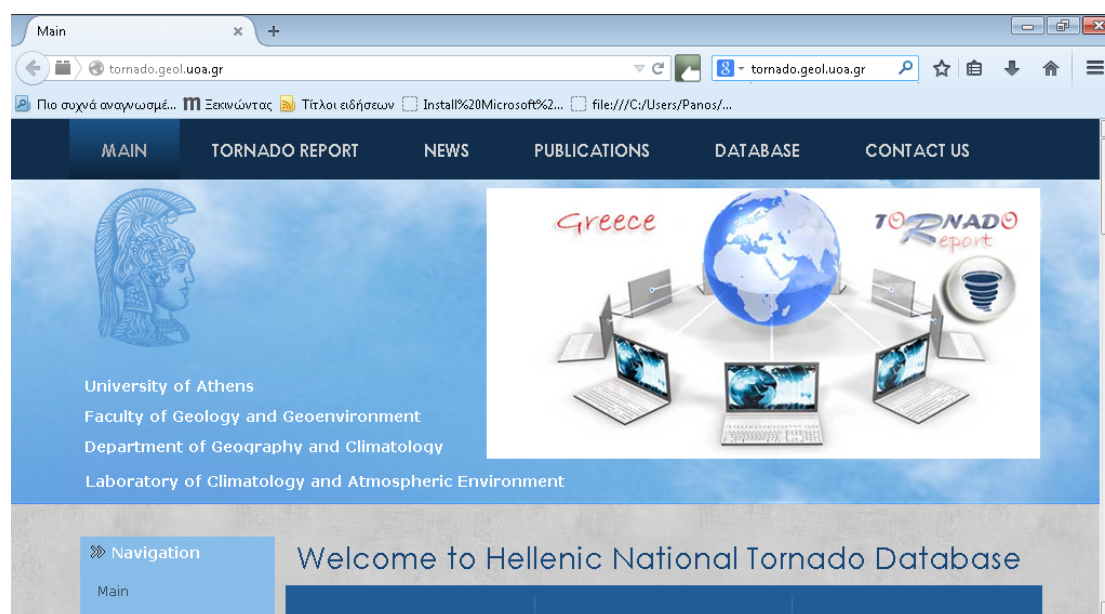 Main
tornado.geol.uoa.gr
8 tornado.geol.uoa.gr
Πιο συχνά αναγνωσμέ... m Ξεκινώντας Τίτλοι ειδήσεων Install%20Microsoft%2... file:///C:/Users/Panos/...
MAIN TORNADO REPORT NEWS PUBLICATIONS DATABASE CONTACT US
Greece
TORNADO
Report
University of Athens
Faculty of Geology and Geoenvironment
Department of Geography and Climatology
Laboratory of Climatology and Atmospheric Environment
Navigation
Welcome to Hellenic National Tornado Database
Main